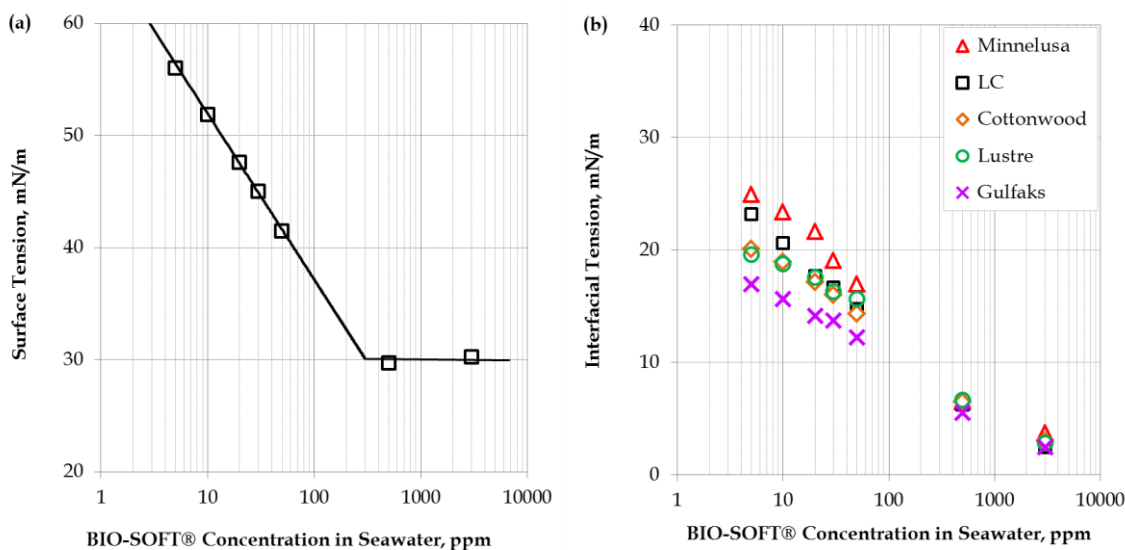 (a)
60
50
40
30
20
Surface Tension, mN/m
1 10 100 1000 10000
BIO-SOFT® Concentration in Seawater, ppm
(b)
40
30
20
10
0
Interfacial Tension, mN/m
Minnelusa
LC
Cottonwood
Lustre
Gulfaks
1 10 100 1000 10000
BIO-SOFT® Concentration in Seawater, ppm